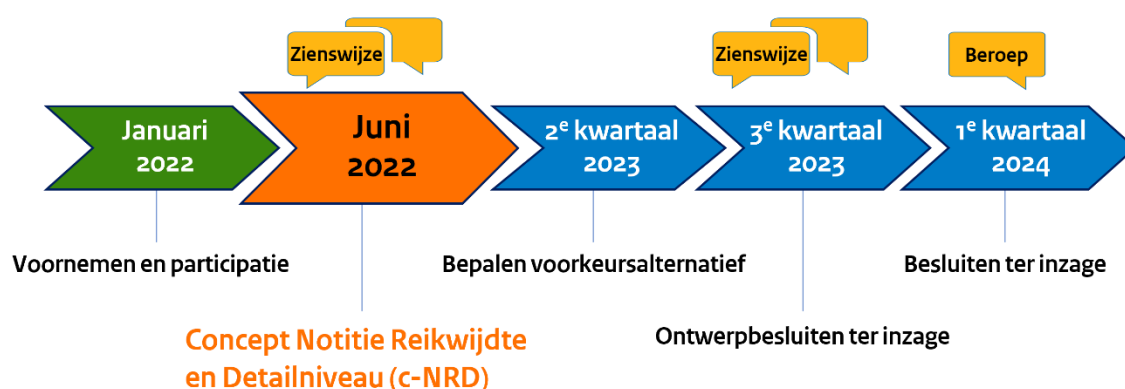 Zienswijze
Zienswijze
Beroep
Januari
2022
Juni
2022
2e kwartaal
2023
3e kwartaal
2023
1e kwartaal
2024
Voornemen en participatie
Bepalen voorkeursalternatief
Besluiten ter inzage
Concept Notitie Reikwijdte
en Detailniveau (c-NRD)
Ontwerpbesluiten ter inzage